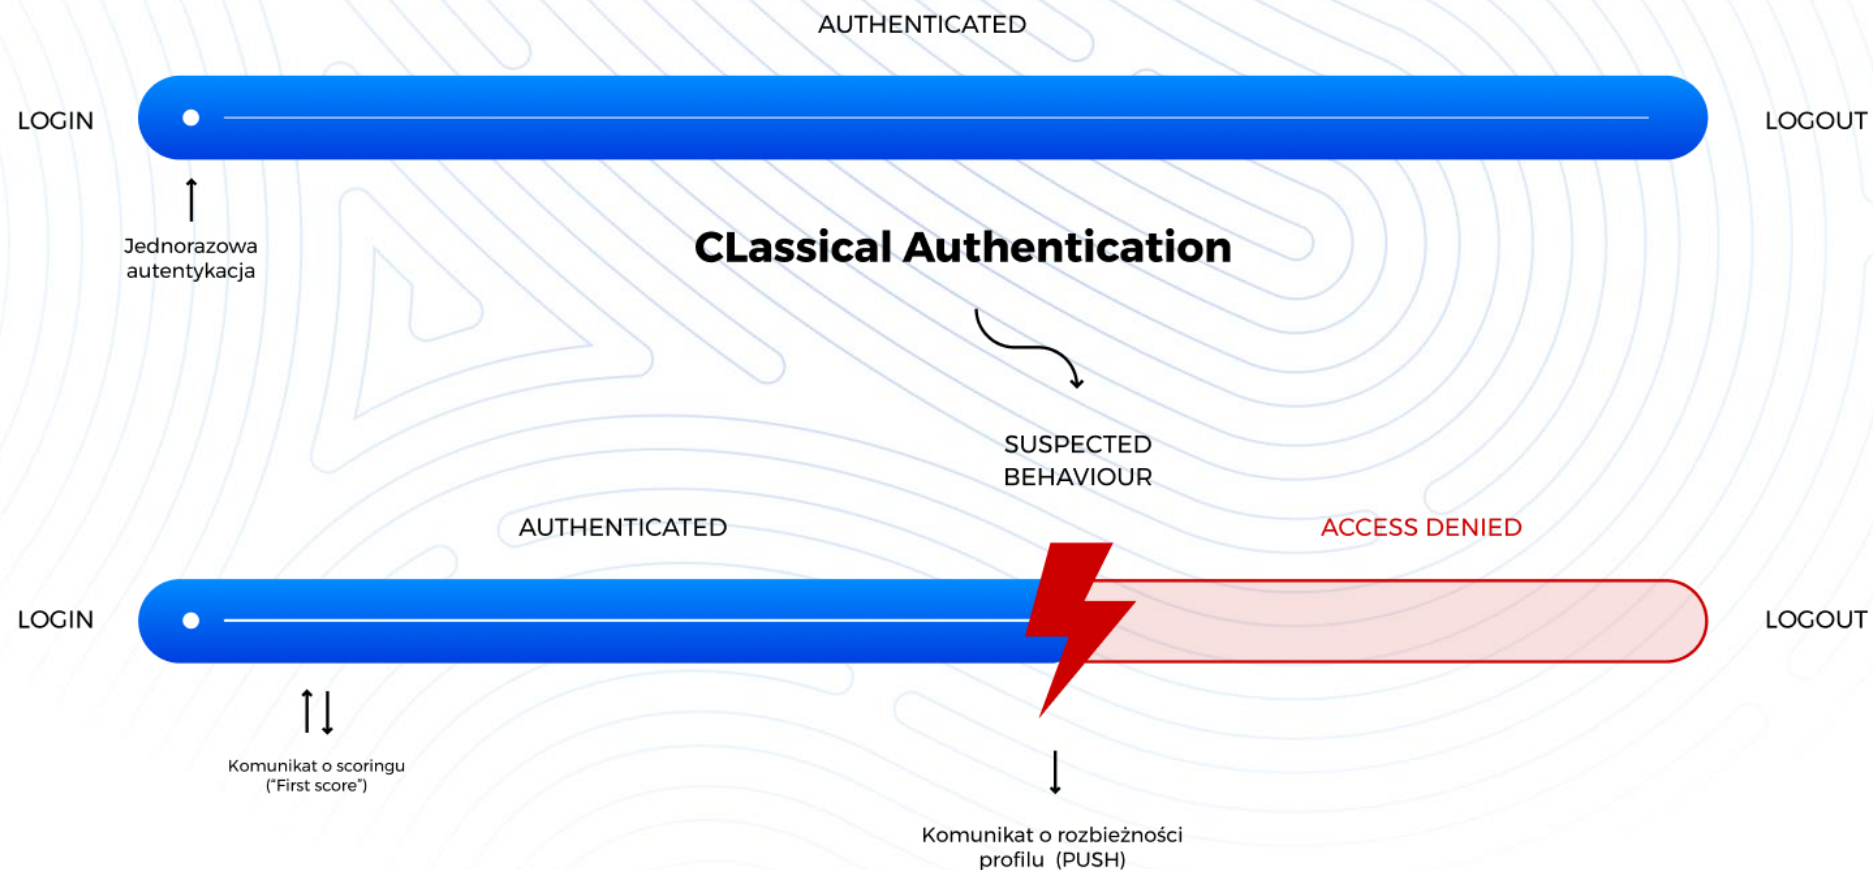 AUTHENTICATED
LOGIN
LOGOUT
Jednorazowa
autentykacja
CLassical Authentication
SUSPECTED
BEHAVIOUR
AUTHENTICATED
ACCESS DENIED
LOGIN
LOGOUT
Komunikat o scoringu
(“First score”)
Komunikat o rozbieżności
profilu (PUSH)